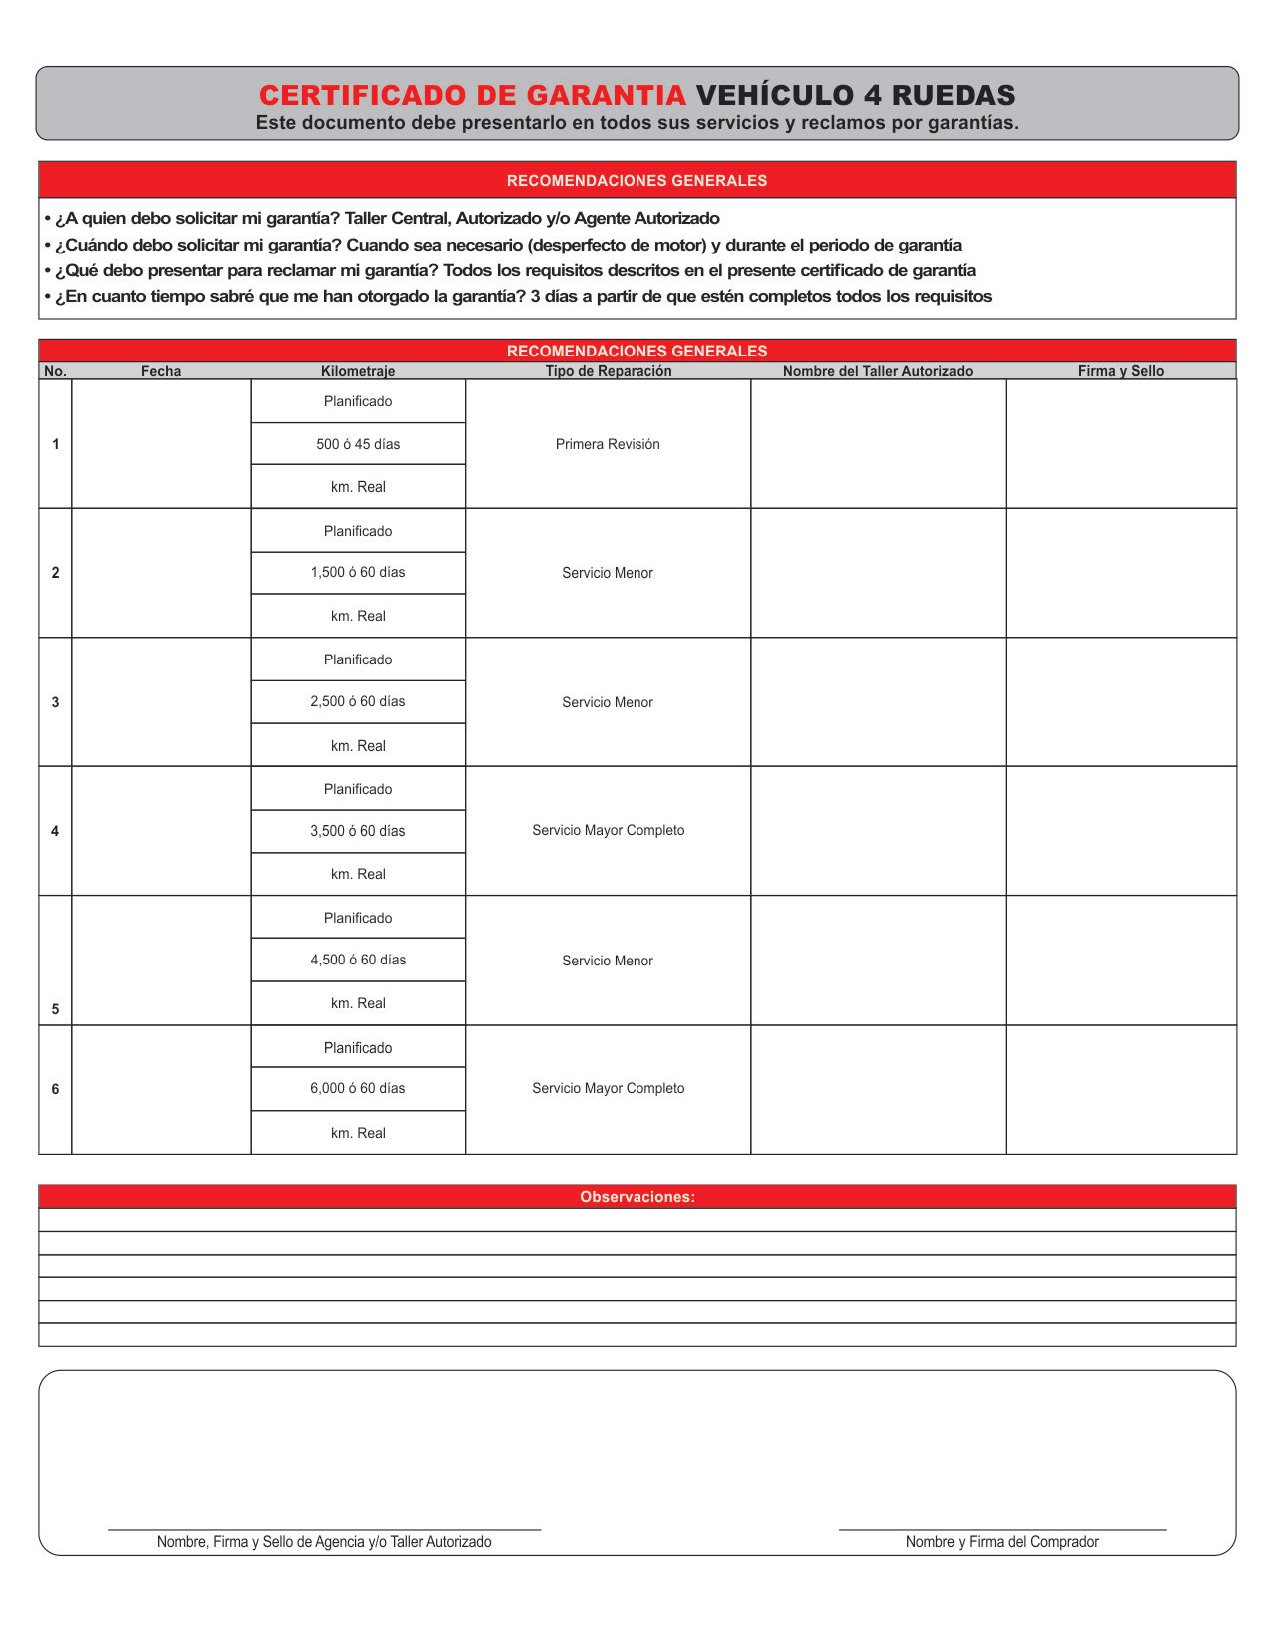 CERTIFICADO DE GARANTIA VEHÍCULO 4 RUEDAS
Este documento debe presentarlo en todos sus servicios y reclamos por garantías.
RECOMENDACIONES GENERALES
• ¿A quien debo solicitar mi garantía? Taller Central, Autorizado y/o Agente Autorizado
• ¿Cuándo debo solicitar mi garantía? Cuando sea necesario (desperfecto de motor) y durante el periodo de garantía
• ¿Qué debo presentar para reclamar mi garantía? Todos los requisitos descritos en el presente certificado de garantía
• ¿En cuanto tiempo sabré que me han otorgado la garantía? 3 días a partir de que estén completos todos los requisitos
RECOMENDACIONES GENERALES
No. Fecha Kilometraje Tipo de Reparación Nombre del Taller Autorizado Firma y Sello
Planificado
1 500 ó 45 días Primera Revisión
km. Real
Planificado
2 1,500 ó 60 días Servicio Menor
km. Real
Planificado
3 2,500 ó 60 días Servicio Menor
km. Real
Planificado
4 3,500 ó 60 días Servicio Mayor Completo
km. Real
Planificado
4,500 ó 60 días Servicio Menor
5 km. Real
Planificado
6 6,000 ó 60 días Servicio Mayor Completo
km. Real
Observaciones:
Nombre, Firma y Sello de Agencia y/o Taller Autorizado Nombre y Firma del Comprador